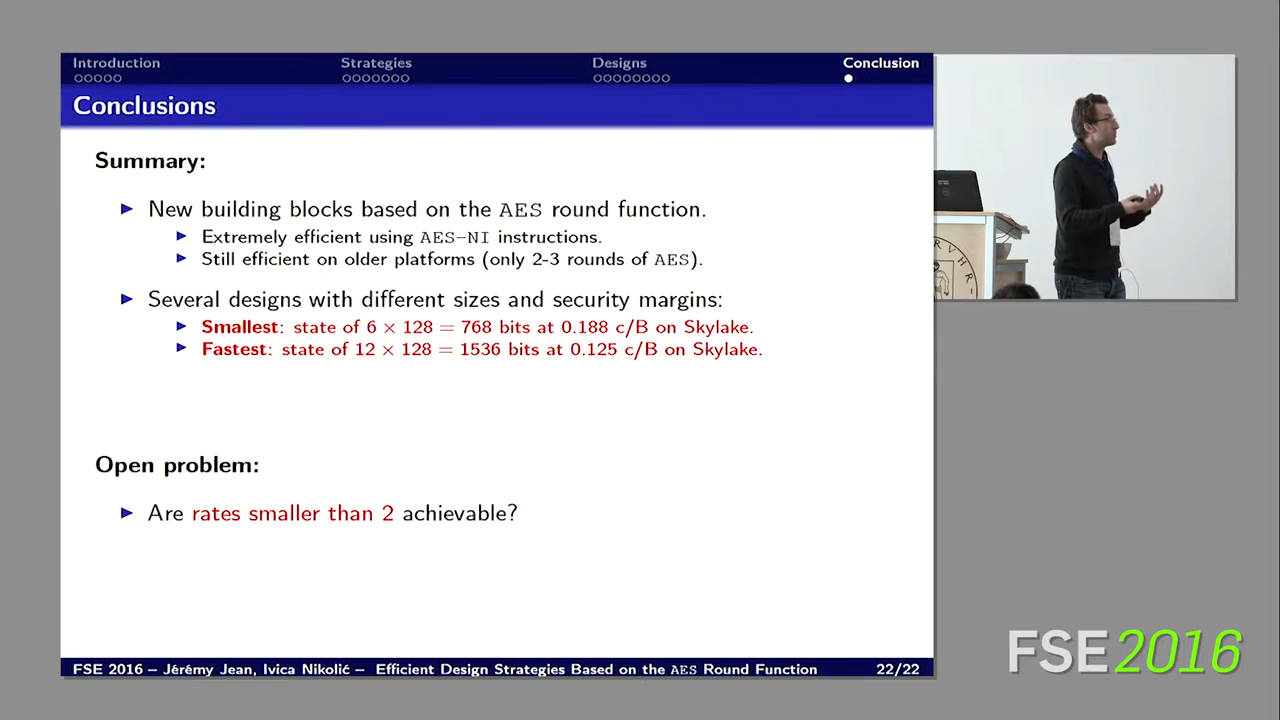 Introduction Strategies Designs Conclusion
Conclusions
Summary:
New building blocks based on the AES round function.
Extremely efficient using AES-NI instructions.
Still efficient on older platforms (only 2-3 rounds of AES).
Several designs with different sizes and security margins:
Smallest: state of 6 × 128 = 768 bits at 0.188 c/B on Skylake.
Fastest: state of 12 × 128 = 1536 bits at 0.125 c/B on Skylake.
Open problem:
Are rates smaller than 2 achievable?
FSE 2016 – Jérémy Jean, Ivica Nikolić – Efficient Design Strategies Based on the AES Round Function 22/22
FSE 2016